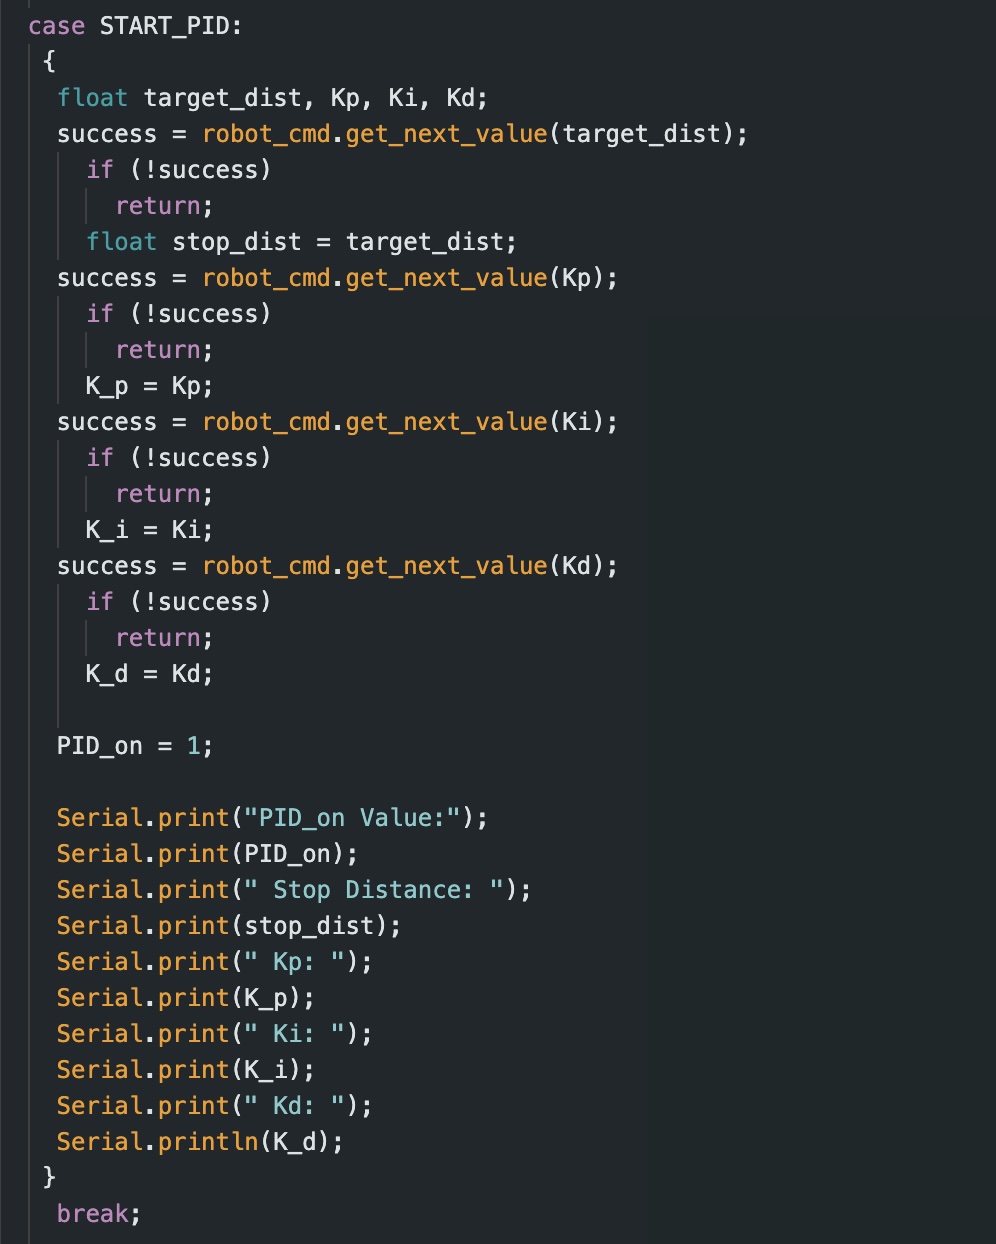 case START_PID:
{
float target_dist, Kp, Ki, Kd;
success = robot_cmd.get_next_value(target_dist);
if (!success)
return;
float stop_dist = target_dist;
success = robot_cmd.get_next_value(Kp);
if (!success)
return;
K_p = Kp;
success = robot_cmd.get_next_value(Ki);
if (!success)
return;
K_i = Ki;
success = robot_cmd.get_next_value(Kd);
if (!success)
return;
K_d = Kd;
PID_on = 1;
Serial.print("PID_on Value:");
Serial.print(PID_on);
Serial.print(" Stop Distance: ");
Serial.print(stop_dist);
Serial.print(" Kp: ");
Serial.print(K_p);
Serial.print(" Ki: ");
Serial.print(K_i);
Serial.print(" Kd: ");
Serial.println(K_d);
}
break;